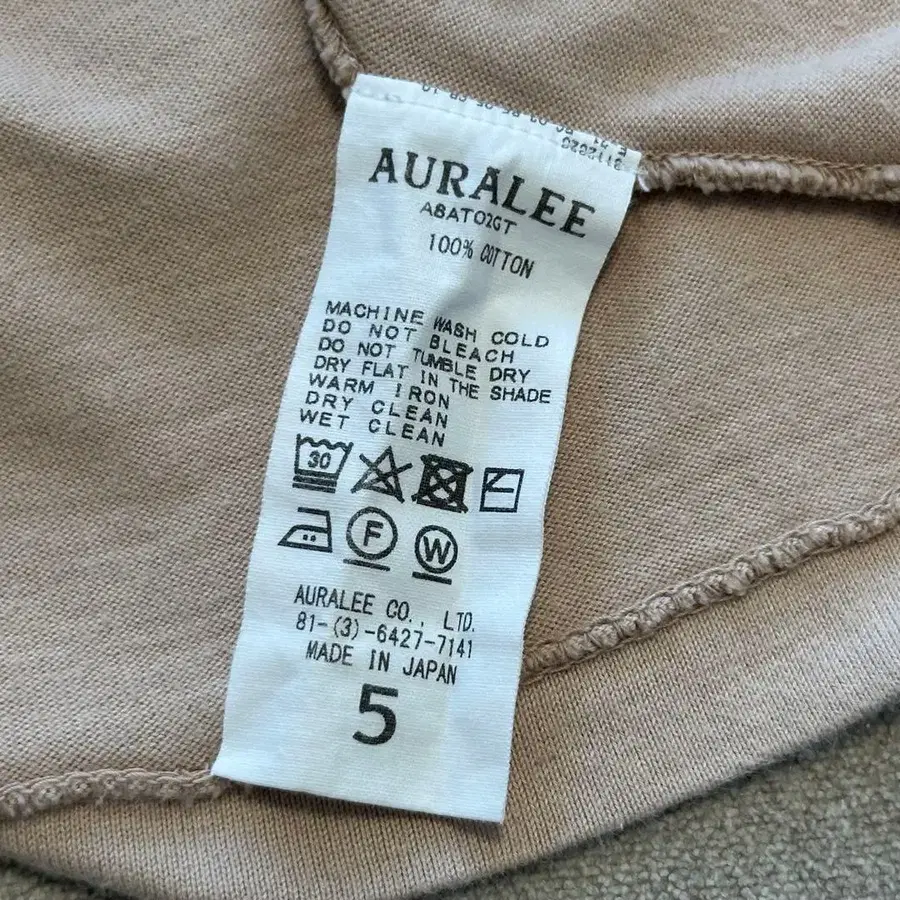 AURALEE
A8AT02GT
100% COTTON
MACHINE WASH COLD
DO NOT BLEACH
DO NOT TUMBLE DRY
DRY FLAT IN THE SHADE
WARM IRON
DRY CLEAN
WET CLEAN
30
F
W
AURALEE CO., LTD.
81-(3)-6427-7141
MADE IN JAPAN
5